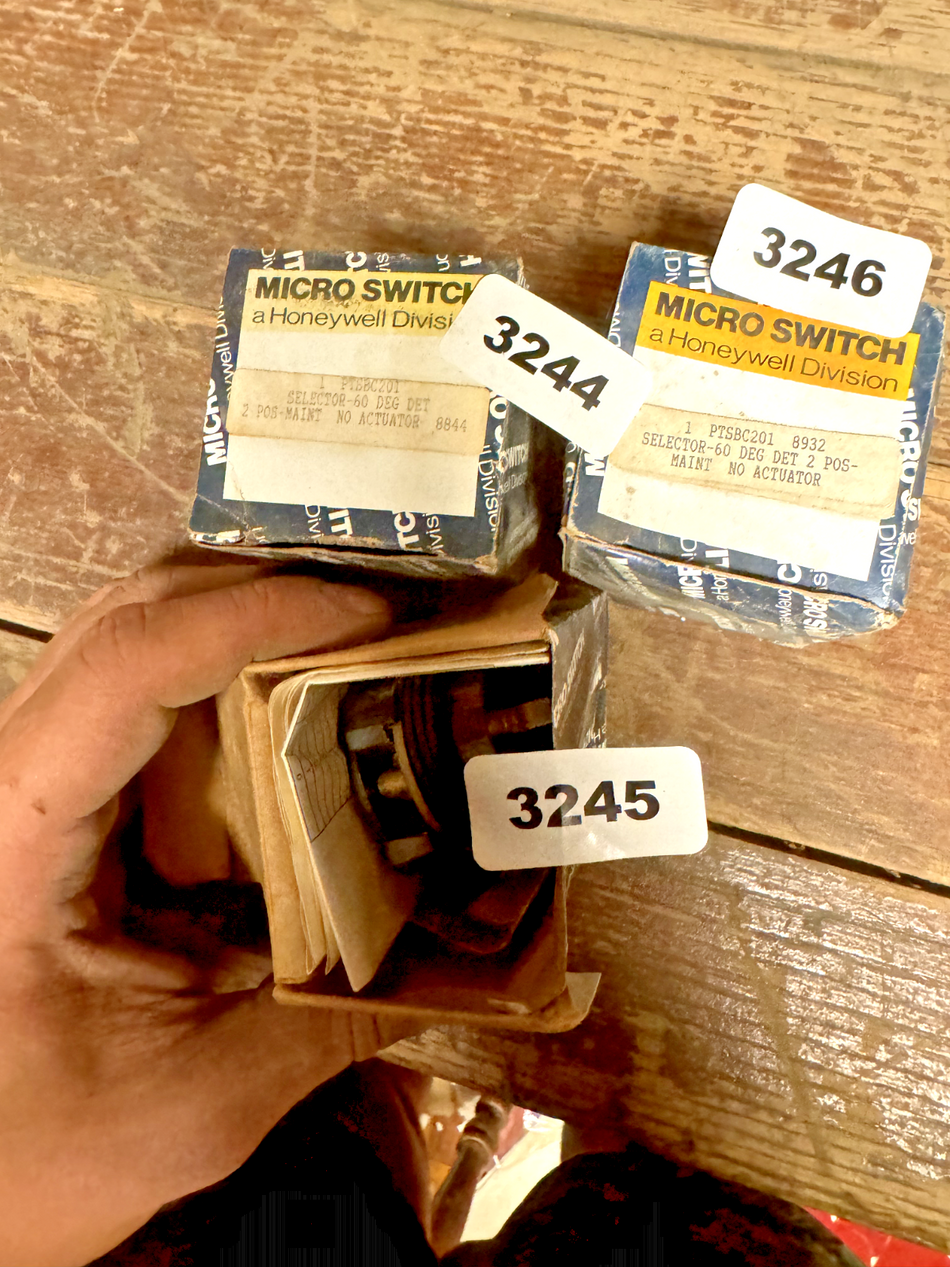 3246
MICRO SWITCH
a Honeywell Divisi
1 PTSBC201
SELECTOR-60 DEG DET
2 POS-MAINT NO ACTUATOR 8844
3244
MICRO SWITCH
a Honeywell Division
1 PTSBC201 8932
SELECTOR-60 DEG DET 2 POS-
MAINT NO ACTUATOR
3245